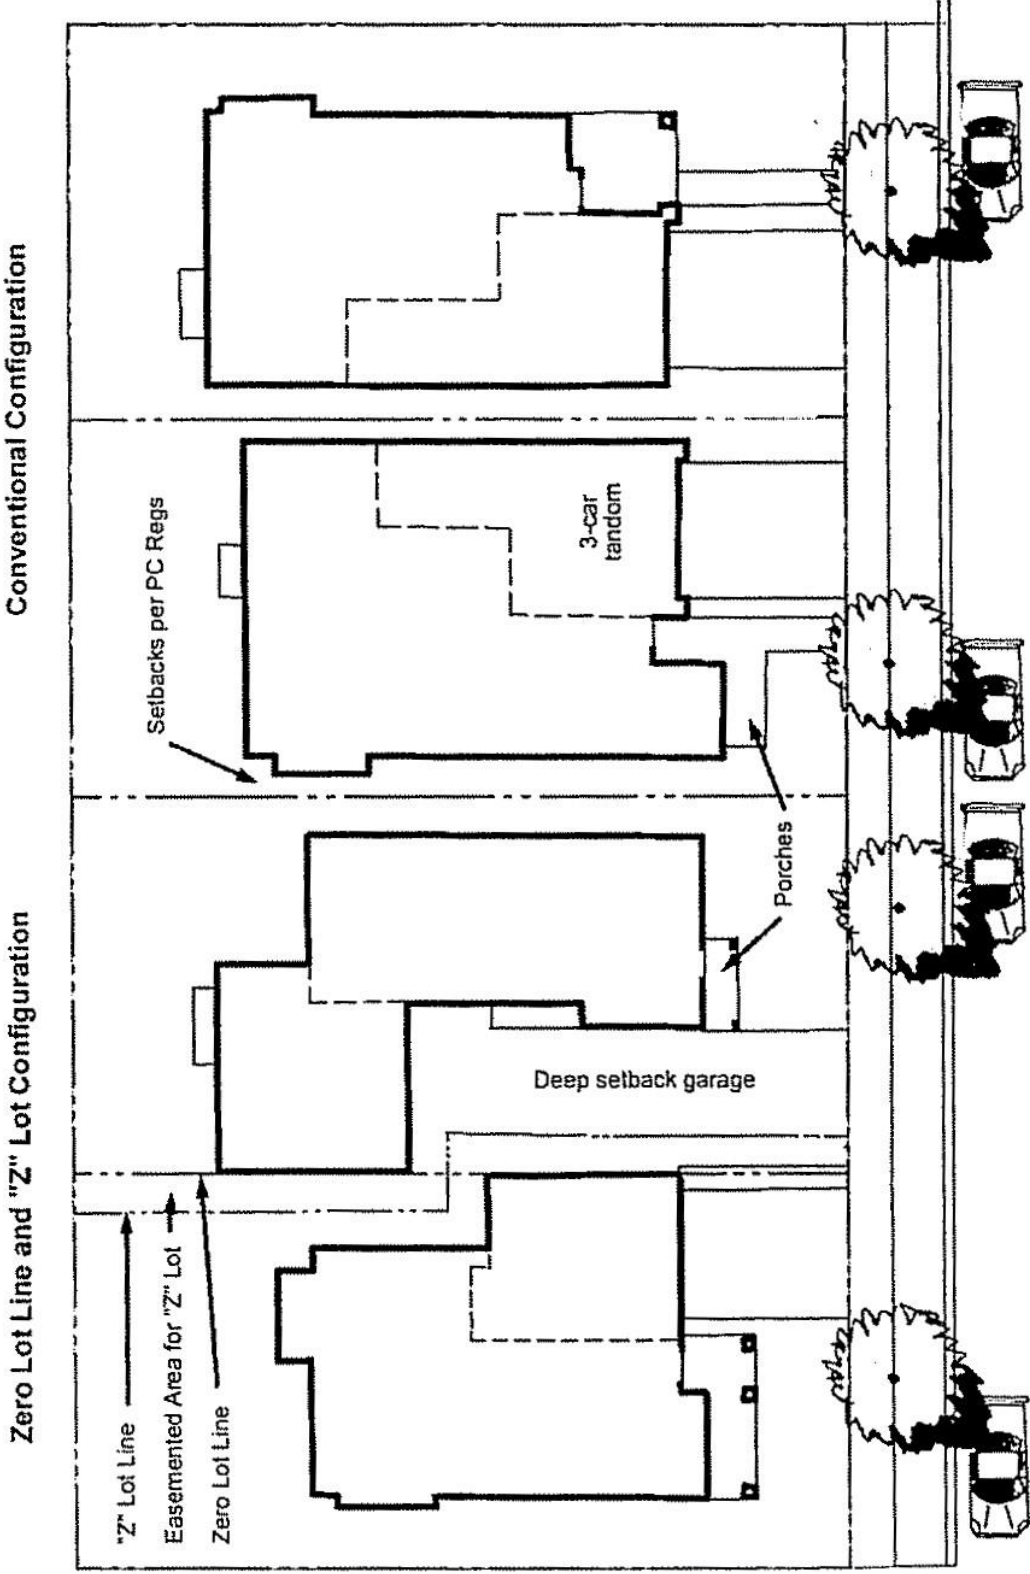 Zero Lot Line and "Z" Lot Configuration
Conventional Configuration
"Z" Lot Line
Easemented Area for "Z" Lot
Zero Lot Line
Setbacks per PC Regs
Deep setback garage
Porches
3-car
tandom